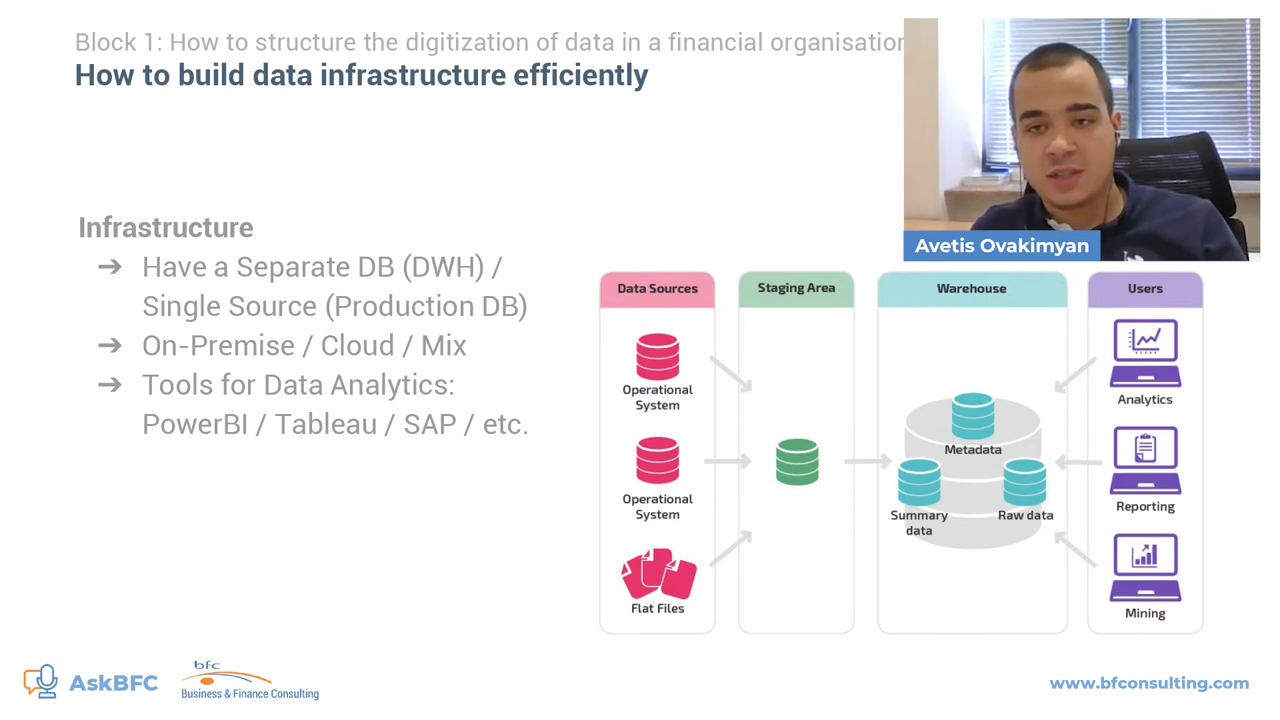 Block 1: How to structure the digitization of data in a financial organisation
How to build data infrastructure efficiently
Avetis Ovakimyan
Infrastructure
➔ Have a Separate DB (DWH) /
Single Source (Production DB)
➔ On-Premise / Cloud / Mix
➔ Tools for Data Analytics:
PowerBI / Tableau / SAP / etc.
Data Sources
Operational
System
Operational
System
Flat Files
Staging Area
Warehouse
Metadata
Summary
data
Raw data
Users
Analytics
Reporting
Mining
AskBFC
bfc
Business & Finance Consulting
www.bfconsulting.com